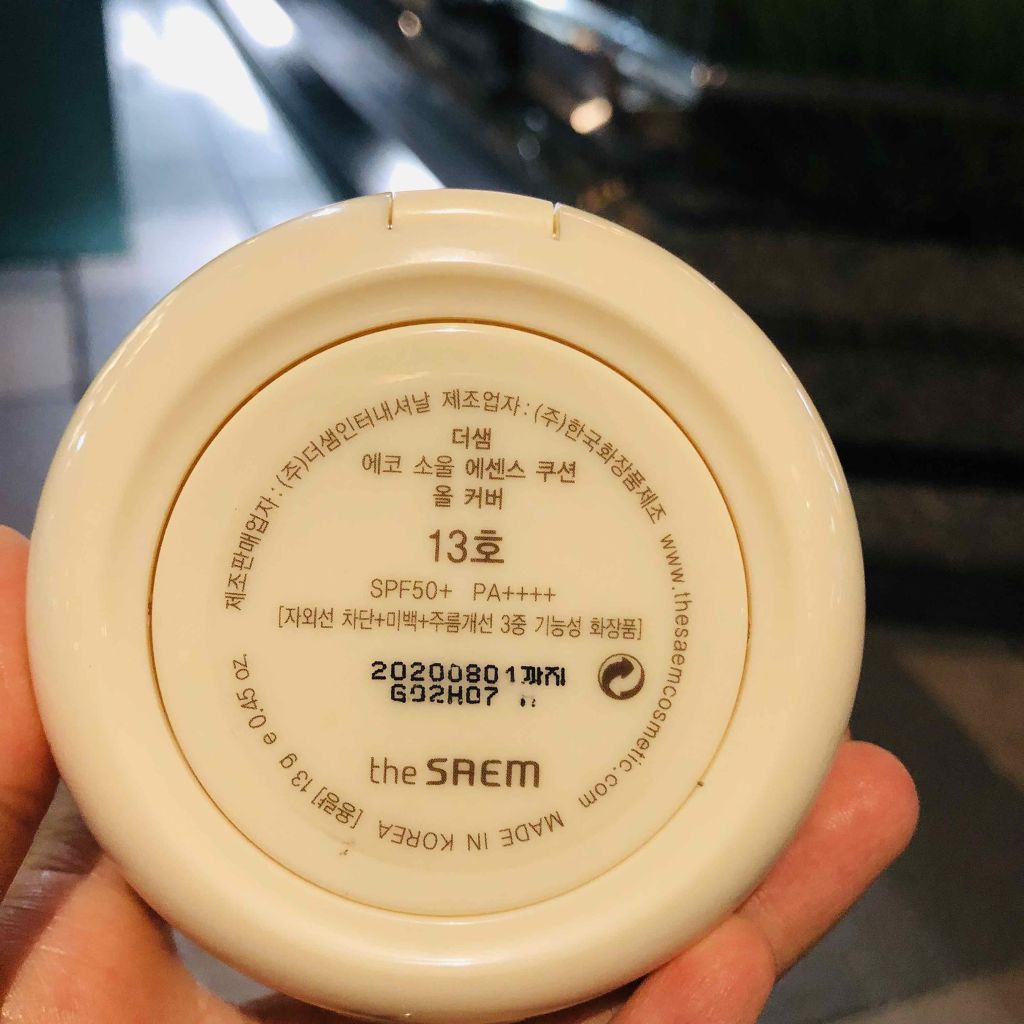 제조판매업자 : (주)더샘인터내셔날 제조업자 : (주)한국화장품제조 www.thesaemcosmetic.com
더샘
에코 소울 에센스 쿠션
올 커버
13호
SPF50+ PA++++
[자외선 차단+미백+주름개선 3중 기능성 화장품]
20200801까지
G02H07
the SAEM
[용량] 13 g e 0.45 oz.
MADE IN KOREA